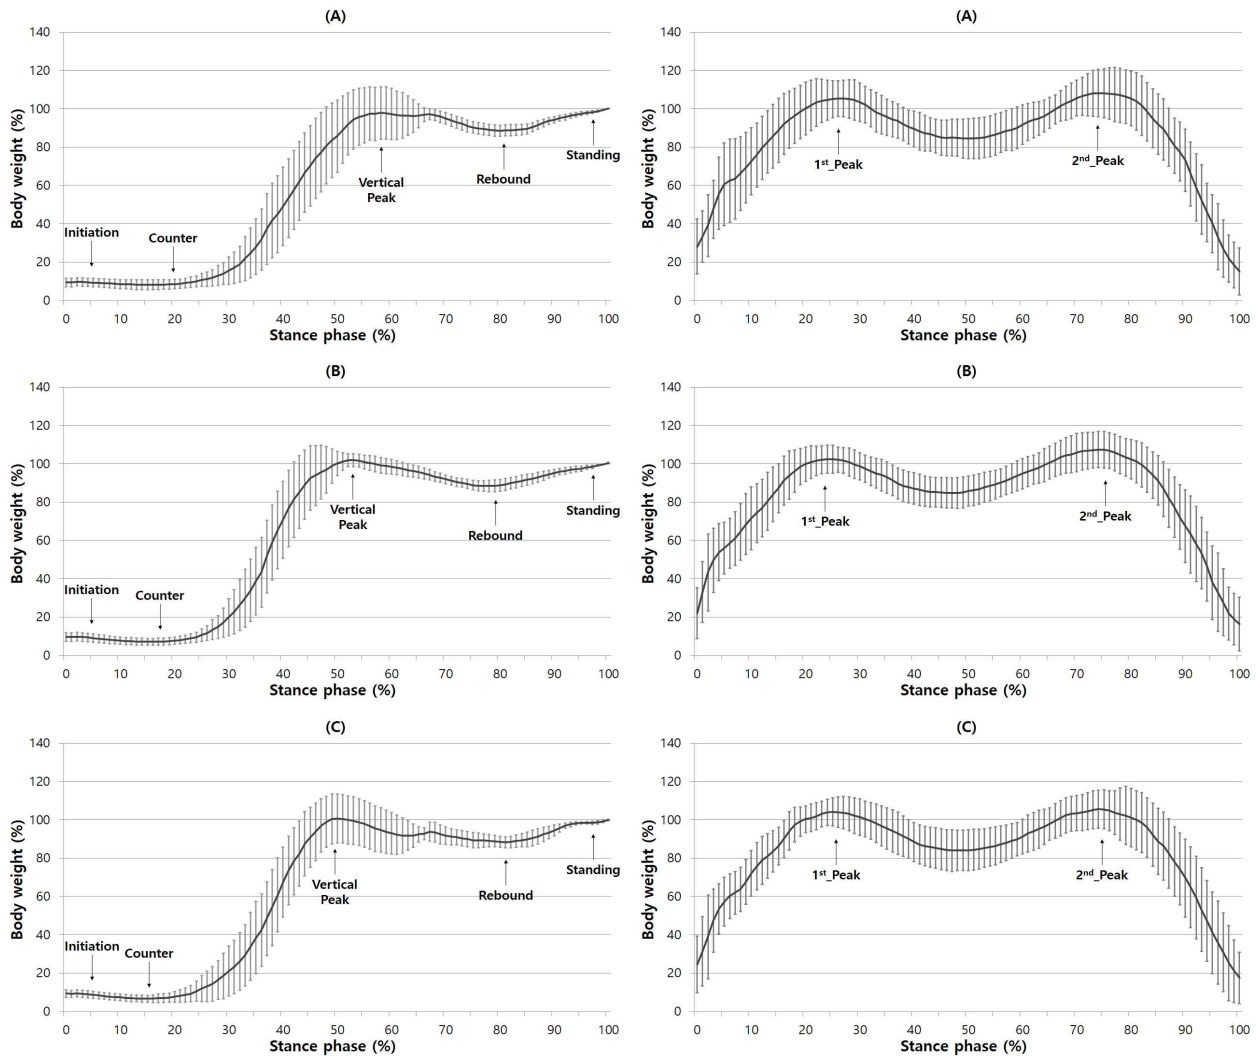 (A)
140
120
100
80
60
40
20
0
Body weight (%)
Initiation
Counter
Vertical
Peak
Rebound
Standing
0 10 20 30 40 50 60 70 80 90 100
Stance phase (%)
(A)
140
120
100
80
60
40
20
0
Body weight (%)
1st_Peak
2nd_Peak
0 10 20 30 40 50 60 70 80 90 100
Stance phase (%)
(B)
140
120
100
80
60
40
20
0
Body weight (%)
Initiation
Counter
Vertical
Peak
Rebound
Standing
0 10 20 30 40 50 60 70 80 90 100
Stance phase (%)
(B)
140
120
100
80
60
40
20
0
Body weight (%)
1st_Peak
2nd_Peak
0 10 20 30 40 50 60 70 80 90 100
Stance phase (%)
(C)
140
120
100
80
60
40
20
0
Body weight (%)
Initiation
Counter
Vertical
Peak
Rebound
Standing
0 10 20 30 40 50 60 70 80 90 100
Stance phase (%)
(C)
140
120
100
80
60
40
20
0
Body weight (%)
1st_Peak
2nd_Peak
0 10 20 30 40 50 60 70 80 90 100
Stance phase (%)